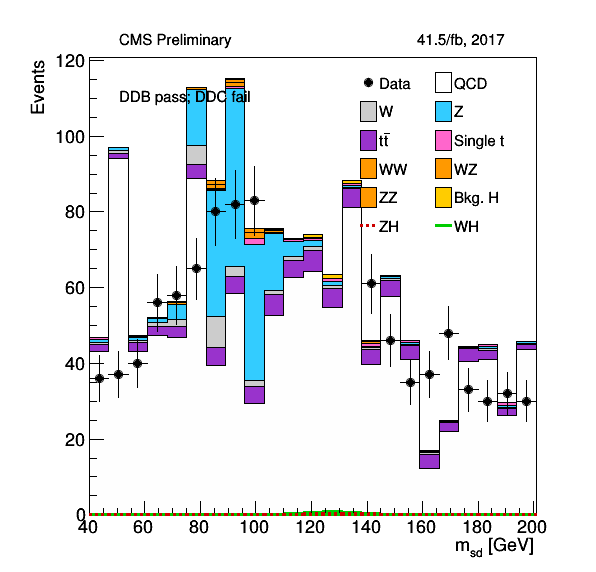 CMS Preliminary 41.5/fb, 2017
Events
DDB pass; DDC fail
Data QCD
W Z
tt̄ Single t
WW WZ
ZZ Bkg. H
ZH WH
120
100
80
60
40
20
0
40 60 80 100 120 140 160 180 200
m_sd [GeV]